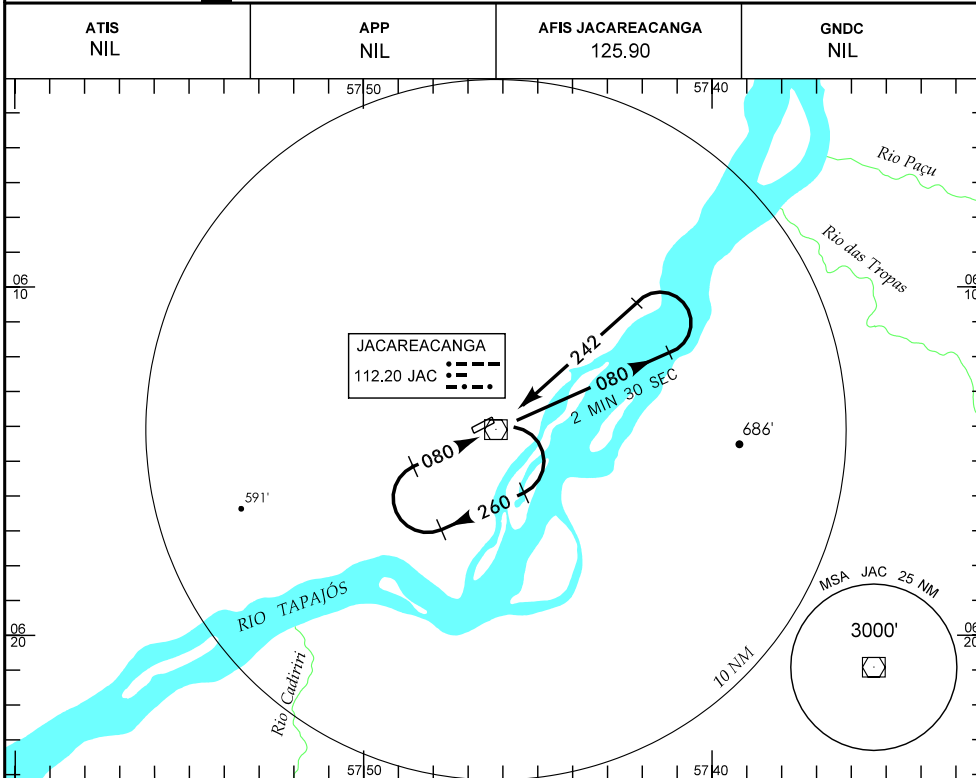 ATIS
NIL
APP
NIL
AFIS JACAREACANGA
125.90
GNDC
NIL
57 50
57 40
Rio Paçu
Rio das Tropas
06
10
06
10
242
080
2 MIN 30 SEC
JACAREACANGA
112.20 JAC
080
260
686'
591'
RIO TAPAJÓS
Rio Cadiriri
10 NM
MSA JAC 25 NM
3000'
06
20
06
20
57 50
57 40